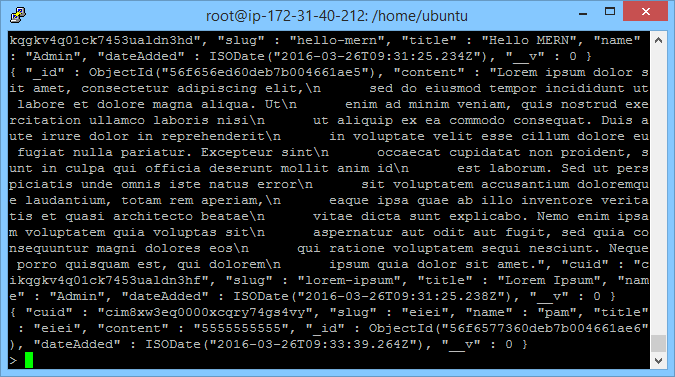 root@ip-172-31-40-212: /home/ubuntu
kqgkv4q01ck7453ualdn3hd", "slug" : "hello-mern", "title" : "Hello MERN", "name"
: "Admin", "dateAdded" : ISODate("2016-03-26T09:31:25.234Z"), "__v" : 0 }
{ "_id" : ObjectId("56f656ed60deb7b004661ae5"), "content" : "Lorem ipsum dolor s
it amet, consectetur adipiscing elit,\n      sed do eiusmod tempor incididunt ut
 labore et dolore magna aliqua. Ut\n      enim ad minim veniam, quis nostrud exe
rcitation ullamco laboris nisi\n      ut aliquip ex ea commodo consequat. Duis a
ute irure dolor in reprehenderit\n      in voluptate velit esse cillum dolore eu
 fugiat nulla pariatur. Excepteur sint\n      occaecat cupidatat non proident, s
unt in culpa qui officia deserunt mollit anim id\n      est laborum. Sed ut pers
piciatis unde omnis iste natus error\n      sit voluptatem accusantium doloremqu
e laudantium, totam rem aperiam,\n      eaque ipsa quae ab illo inventore verita
tis et quasi architecto beatae\n      vitae dicta sunt explicabo. Nemo enim ipsa
m voluptatem quia voluptas sit\n      aspernatur aut odit aut fugit, sed quia co
nsequuntur magni dolores eos\n      qui ratione voluptatem sequi nesciunt. Neque
 porro quisquam est, qui dolorem\n      ipsum quia dolor sit amet.", "cuid" : "c
ikqgkv4q01ck7453ualdn3hf", "slug" : "lorem-ipsum", "title" : "Lorem Ipsum", "nam
e" : "Admin", "dateAdded" : ISODate("2016-03-26T09:31:25.238Z"), "__v" : 0 }
{ "cuid" : "cim8xw3eq0000xcqry74gs4vy", "slug" : "eiei", "name" : "pam", "title"
 : "eiei", "content" : "5555555555", "_id" : ObjectId("56f6577360deb7b004661ae6"
), "dateAdded" : ISODate("2016-03-26T09:33:39.264Z"), "__v" : 0 }
>